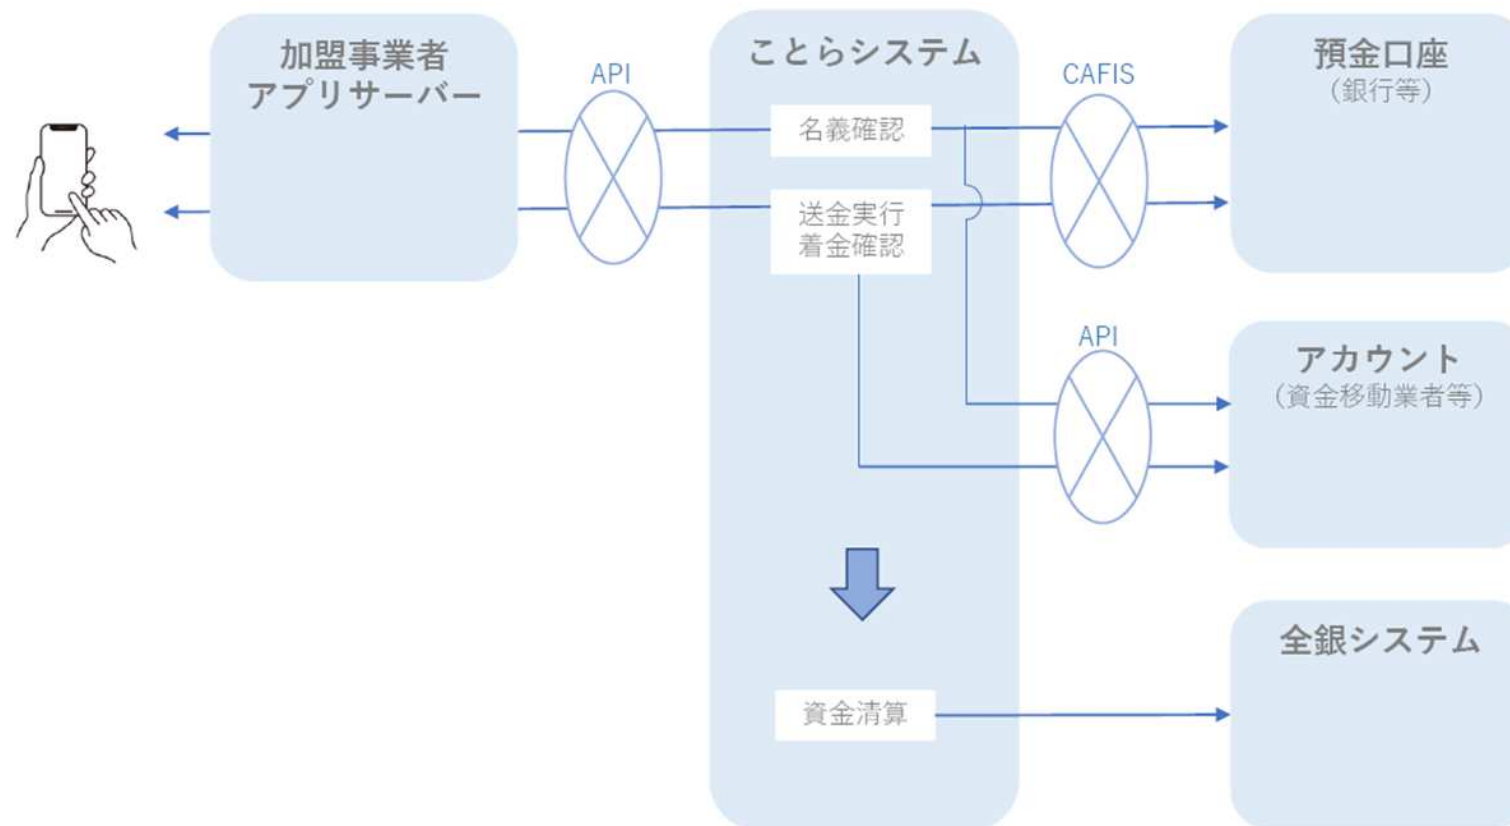 加盟事業者
アプリサーバー
API
ことらシステム
名義確認
送金実行
着金確認
CAFIS
預金口座
（銀行等）
API
アカウント
（資金移動業者等）
資金清算
全銀システム